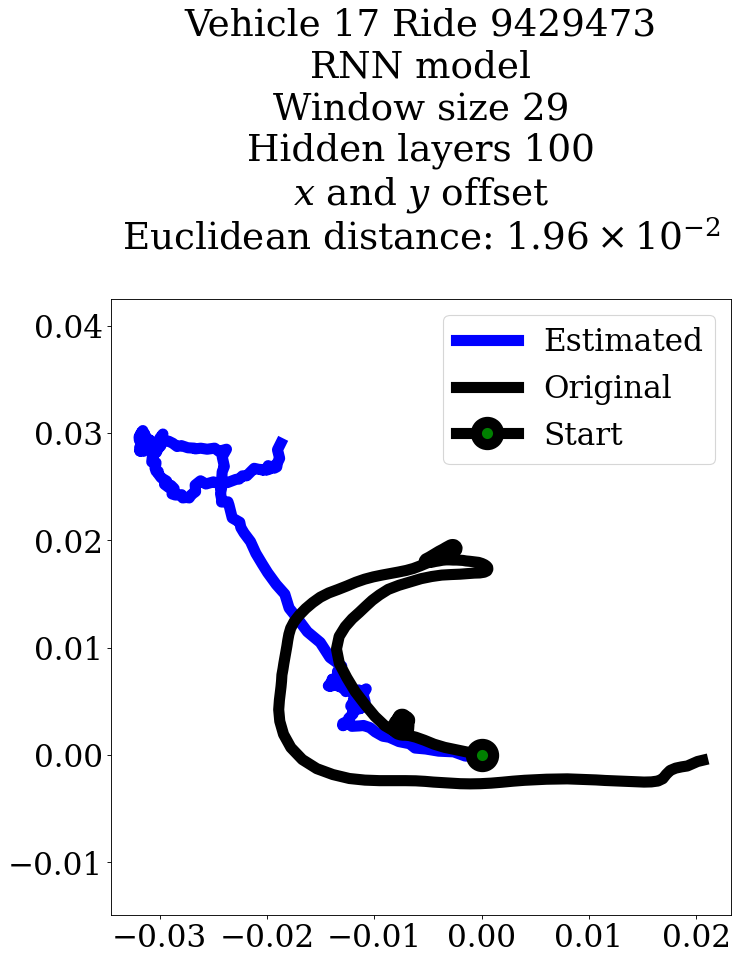 Vehicle 17 Ride 9429473
RNN model
Window size 29
Hidden layers 100
x and y offset
Euclidean distance: 1.96 × 10⁻²
Estimated
Original
Start
0.04
0.03
0.02
0.01
0.00
−0.01
−0.03 −0.02 −0.01 0.00 0.01 0.02